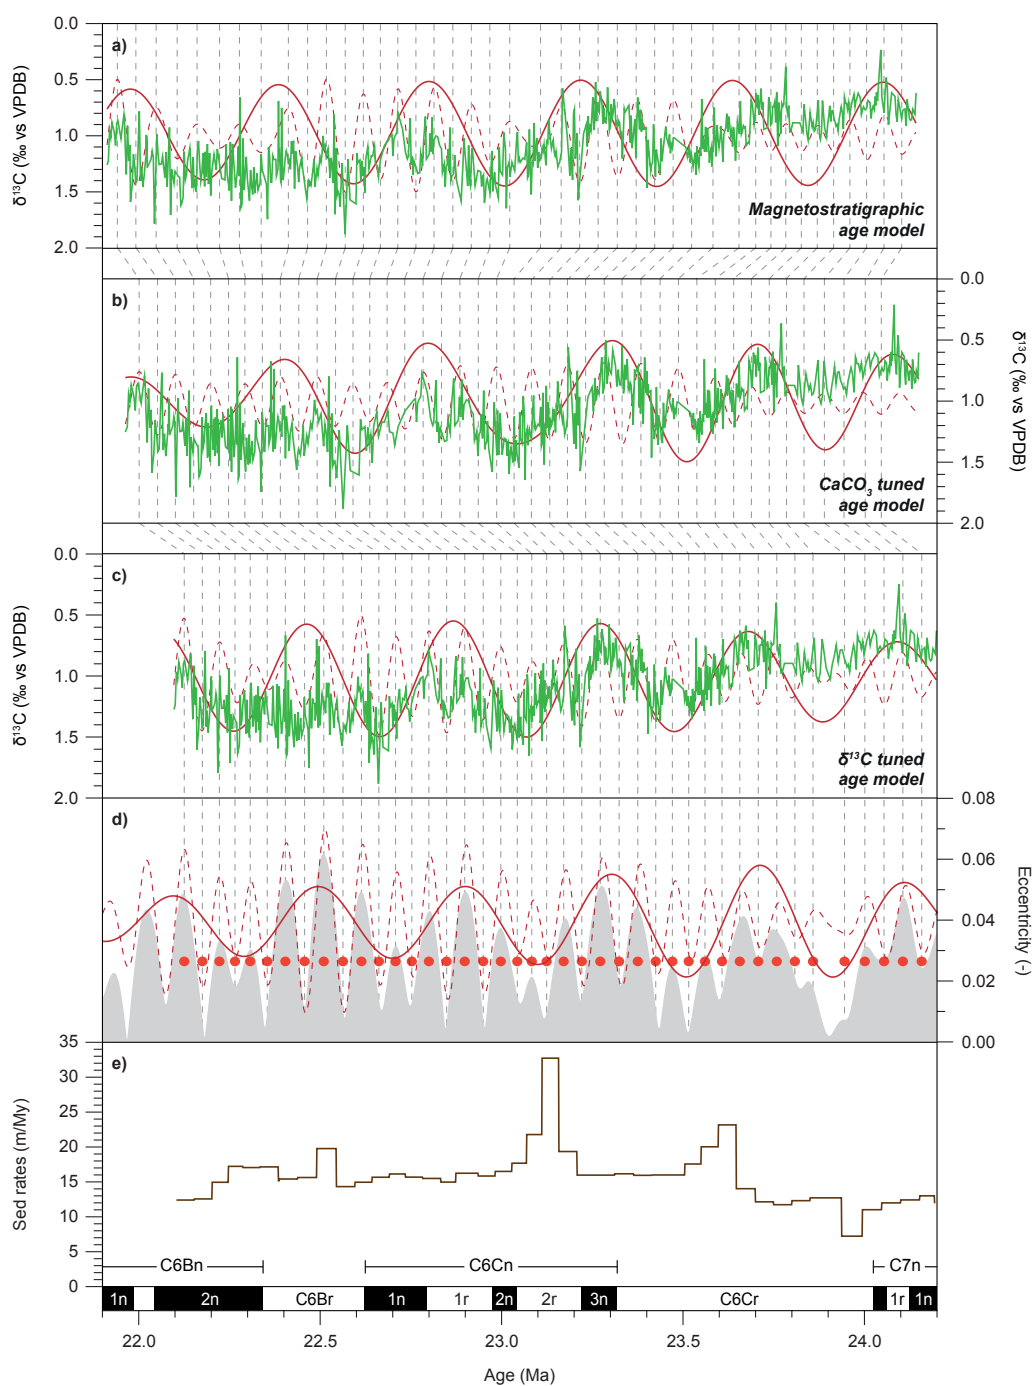 0.0
a)
0.5
1.0
1.5
2.0
δ13C (‰ vs VPDB)
Magnetostratigraphic
age model
b)
0.0
0.5
1.0
1.5
2.0
δ13C (‰ vs VPDB)
CaCO3 tuned
age model
0.0
c)
0.5
1.0
1.5
2.0
δ13C (‰ vs VPDB)
δ13C tuned
age model
d)
0.08
0.06
0.04
0.02
0.00
Eccentricity (-)
35
e)
30
25
20
15
10
5
0
Sed rates (m/My)
C6Bn
C6Cn
C7n
1n
2n
C6Br
1n
1r
2n
2r
3n
C6Cr
1r
1n
22.0
22.5
23.0
23.5
24.0
Age (Ma)